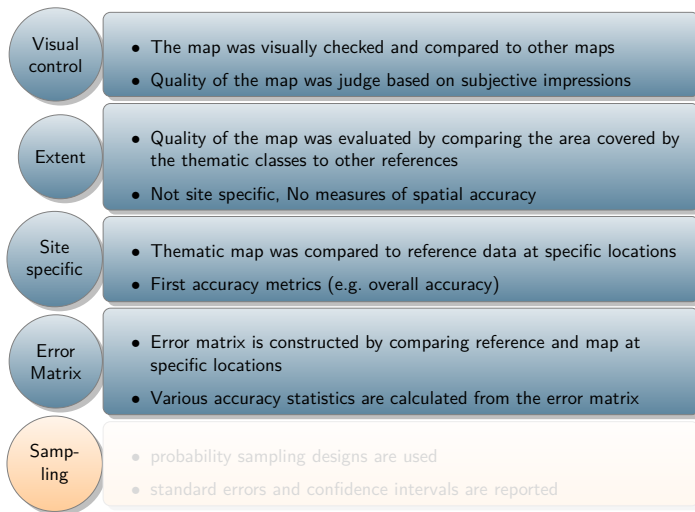 Visual
control
• The map was visually checked and compared to other maps
• Quality of the map was judge based on subjective impressions
Extent
• Quality of the map was evaluated by comparing the area covered by
the thematic classes to other references
• Not site specific, No measures of spatial accuracy
Site
specific
• Thematic map was compared to reference data at specific locations
• First accuracy metrics (e.g. overall accuracy)
Error
Matrix
• Error matrix is constructed by comparing reference and map at
specific locations
• Various accuracy statistics are calculated from the error matrix
Samp-
ling
• probability sampling designs are used
• standard errors and confidence intervals are reported